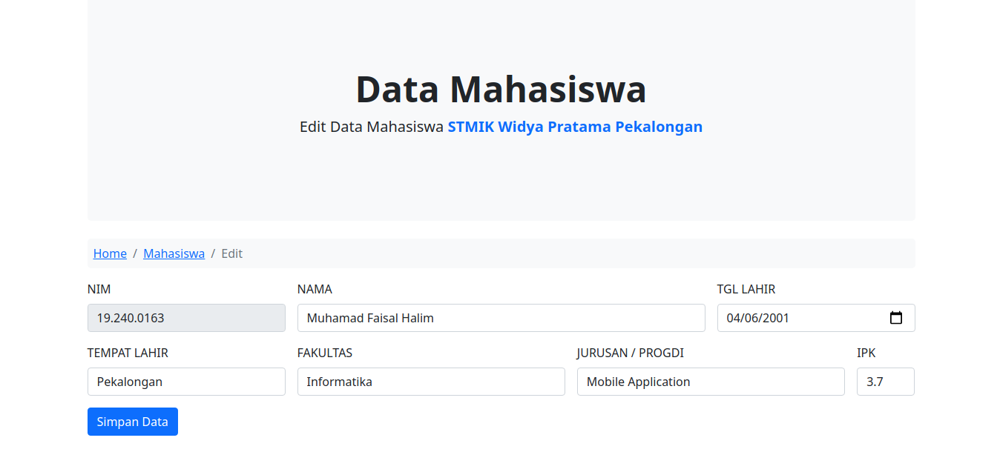 Data Mahasiswa
Edit Data Mahasiswa STMIK Widya Pratama Pekalongan
Home / Mahasiswa / Edit
NIM NAMA TGL LAHIR
19.240.0163 Muhamad Faisal Halim 04/06/2001
TEMPAT LAHIR FAKULTAS JURUSAN / PROGDI IPK
Pekalongan Informatika Mobile Application 3.7
Simpan Data